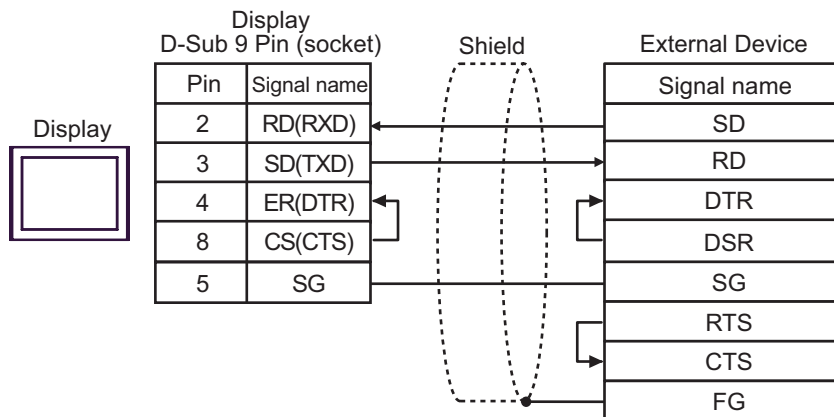 Display
D-Sub 9 Pin (socket)
Shield
External Device
Display
Pin
Signal name
Signal name
2
RD(RXD)
SD
3
SD(TXD)
RD
4
ER(DTR)
DTR
8
CS(CTS)
DSR
5
SG
SG
RTS
CTS
FG